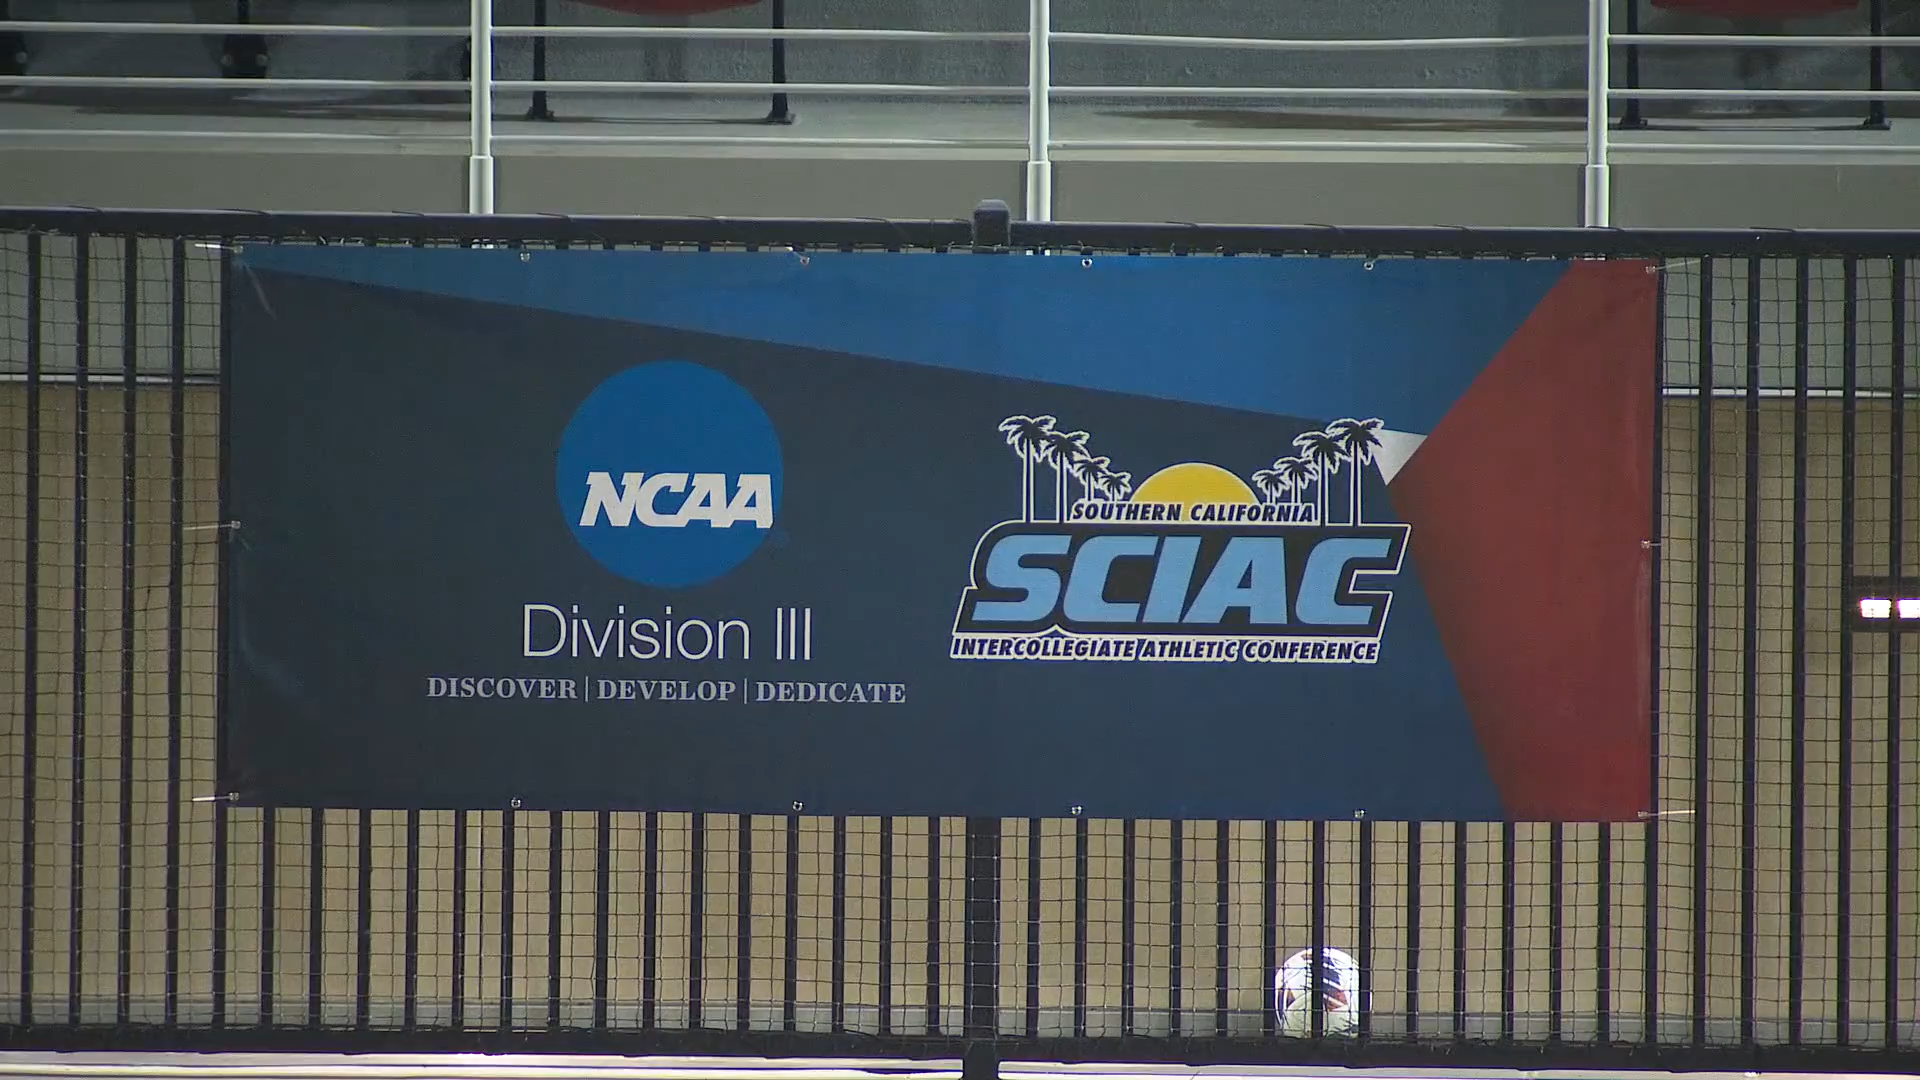 NCAA
Division III
DISCOVER | DEVELOP | DEDICATE
SOUTHERN CALIFORNIA
SCIAC
INTERCOLLEGIATE ATHLETIC CONFERENCE